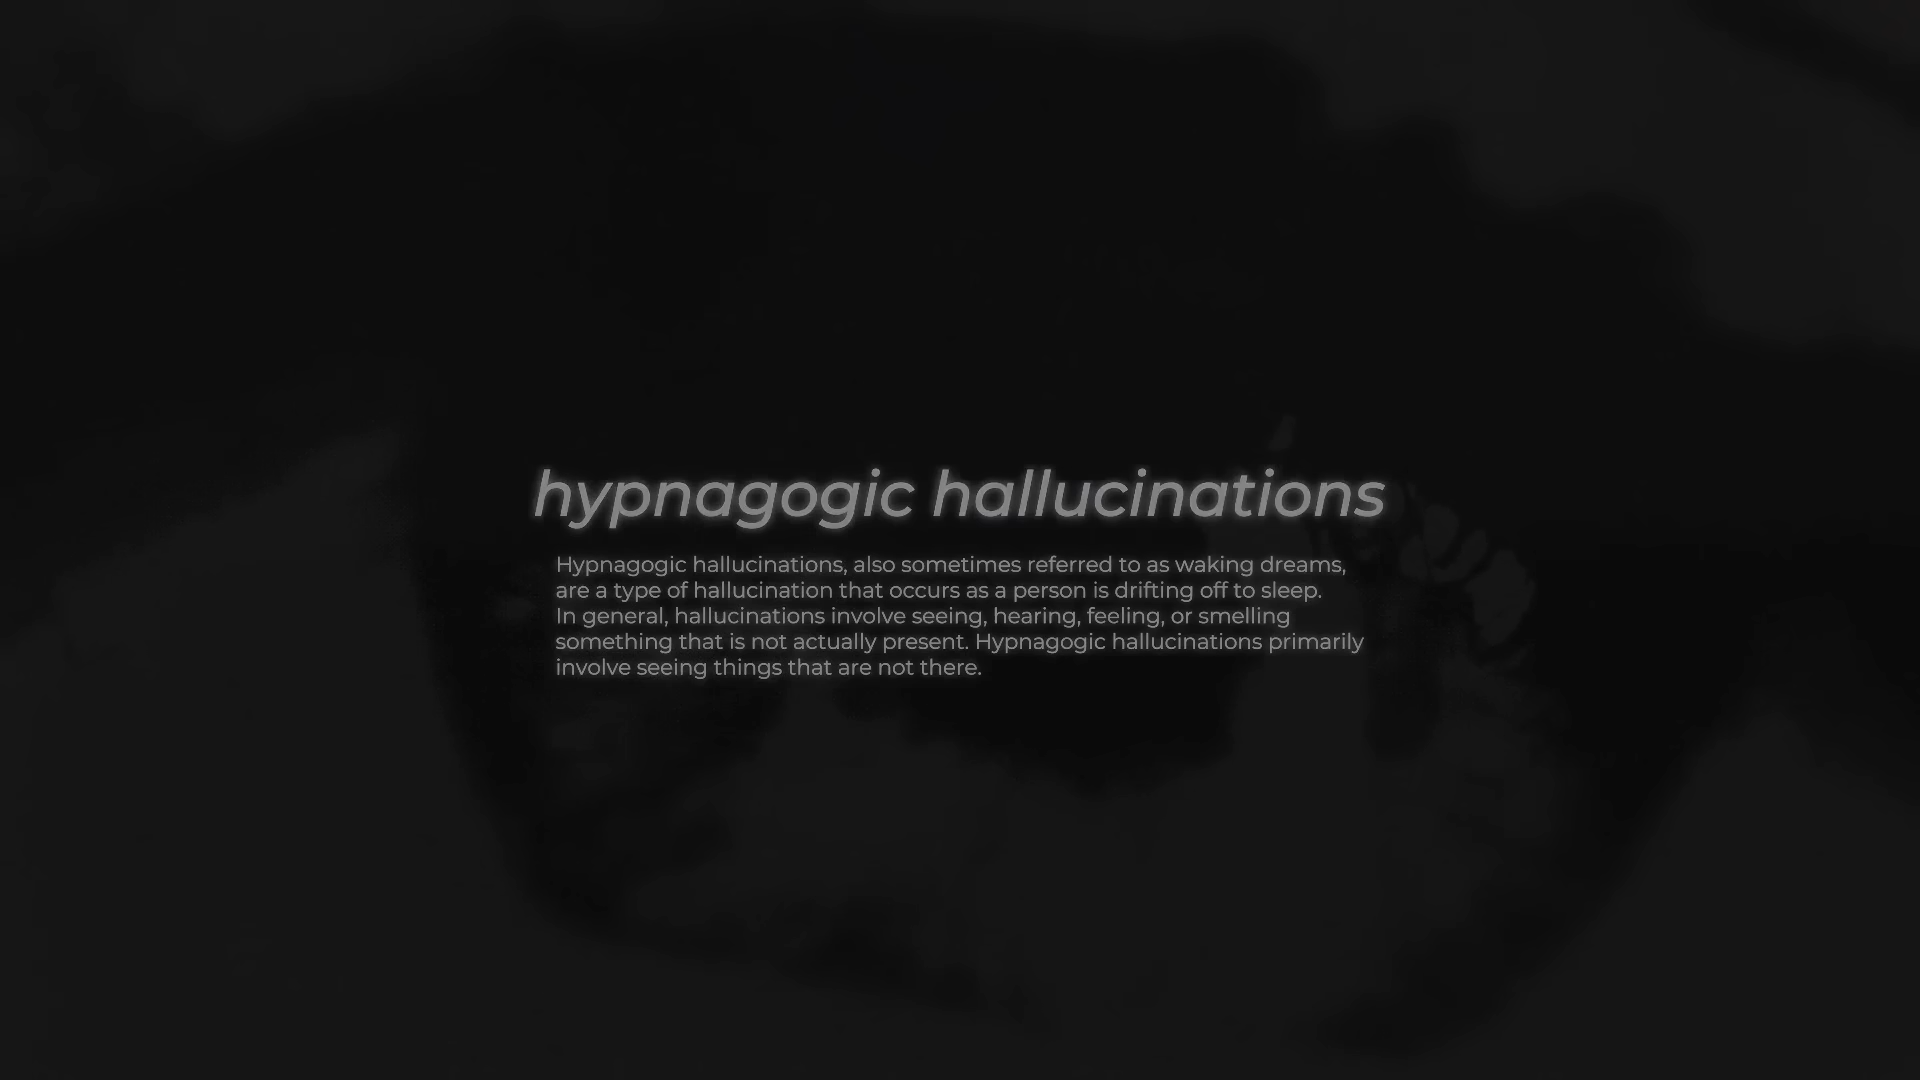 hypnagogic hallucinations
Hypnagogic hallucinations, also sometimes referred to as waking dreams,
are a type of hallucination that occurs as a person is drifting off to sleep.
In general, hallucinations involve seeing, hearing, feeling, or smelling
something that is not actually present. Hypnagogic hallucinations primarily
involve seeing things that are not there.